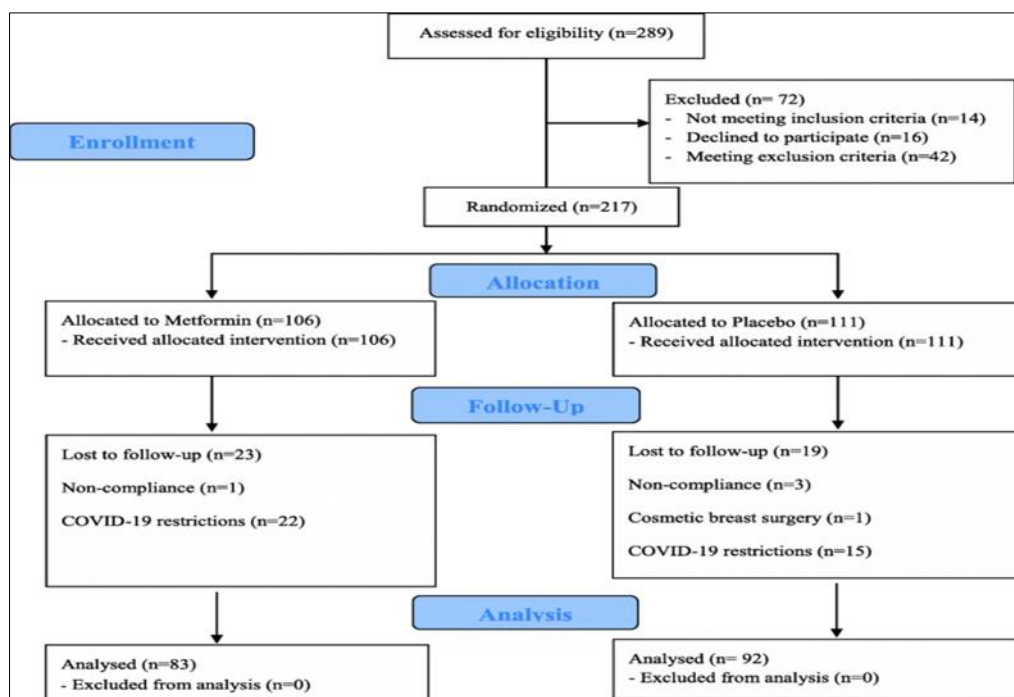 Assessed for eligibility (n=289)
Excluded (n= 72)
- Not meeting inclusion criteria (n=14)
- Declined to participate (n=16)
- Meeting exclusion criteria (n=42)
Enrollment
Randomized (n=217)
Allocation
Allocated to Metformin (n=106)
- Received allocated intervention (n=106)
Allocated to Placebo (n=111)
- Received allocated intervention (n=111)
Follow-Up
Lost to follow-up (n=23)
Non-compliance (n=1)
COVID-19 restrictions (n=22)
Lost to follow-up (n=19)
Non-compliance (n=3)
Cosmetic breast surgery (n=1)
COVID-19 restrictions (n=15)
Analysis
Analysed (n=83)
- Excluded from analysis (n=0)
Analysed (n= 92)
- Excluded from analysis (n=0)